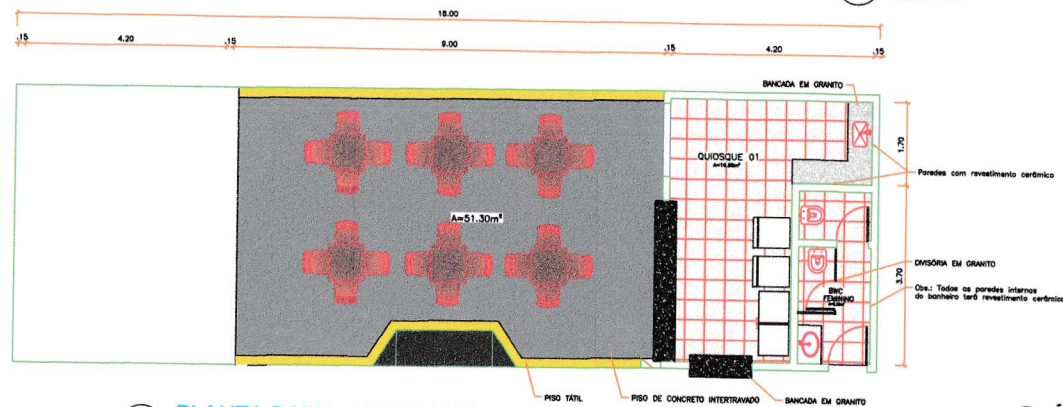 18.00
.15 4.20 .15 9.00 .15 4.20 .15
BANCADA EM GRANITO
QUIOSQUE 01
1.70
Paredes com revestimento cerâmico
A=51.30m²
DIVISÓRIA EM GRANITO
BWC
FEMININO
3.70
Obs.: Todas as paredes internas
do banheiro terá revestimento cerâmico
PISO TÁTIL
PISO DE CONCRETO INTERTRAVADO
BANCADA EM GRANITO